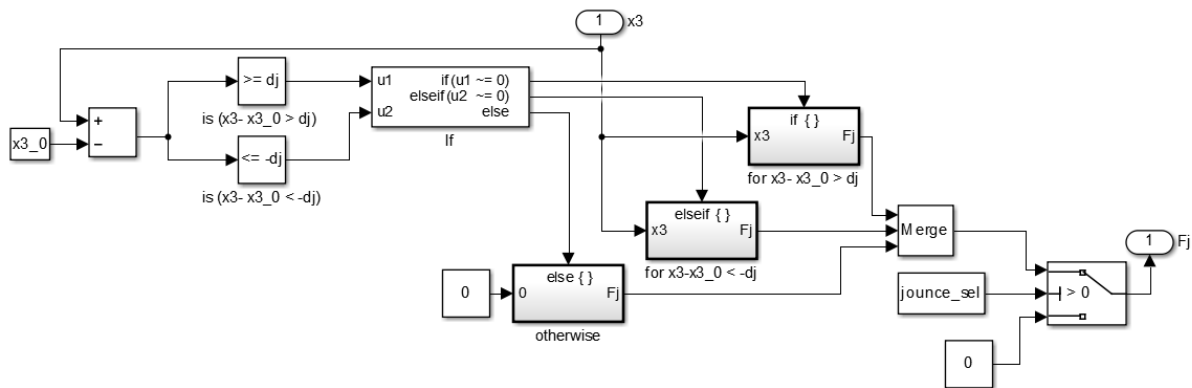 1
x3
>= dj
is (x3- x3_0 > dj)
x3_0
+
−
<= -dj
is (x3- x3_0 < -dj)
u1
u2
if(u1 ~= 0)
elseif(u2 ~= 0)
else
If
if { }
x3
Fj
for x3- x3_0 > dj
elseif { }
x3
Fj
for x3-x3_0 < -dj
0
else { }
0
Fj
otherwise
Merge
jounce_sel
0
> 0
1
Fj